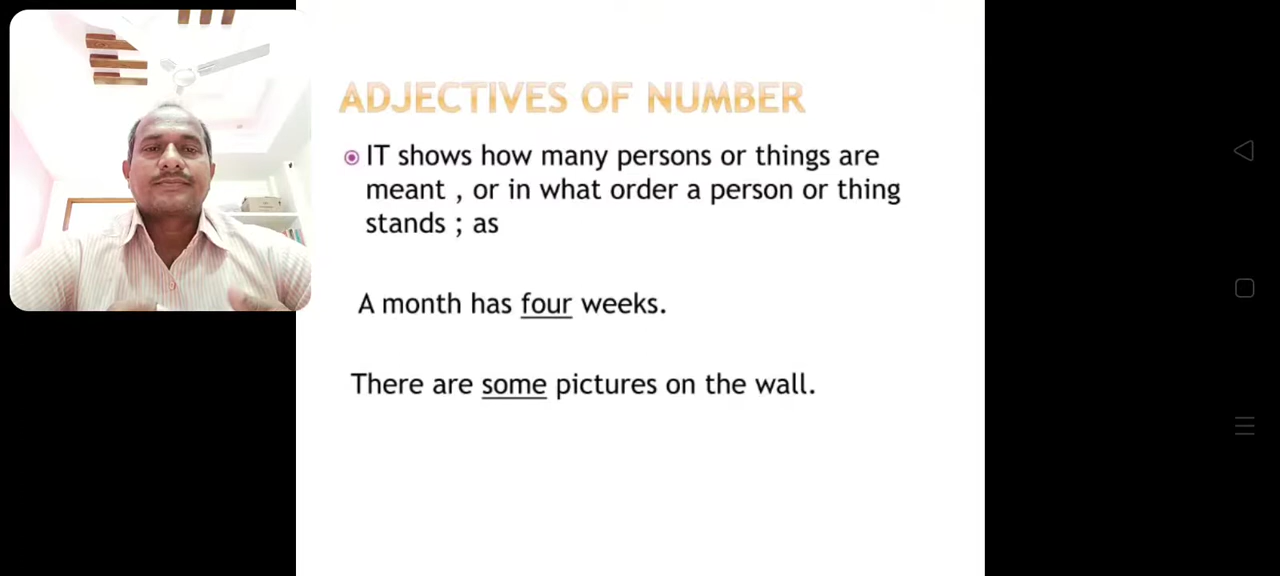 ADJECTIVES OF NUMBER
IT shows how many persons or things are
meant , or in what order a person or thing
stands ; as
A month has four weeks.
There are some pictures on the wall.